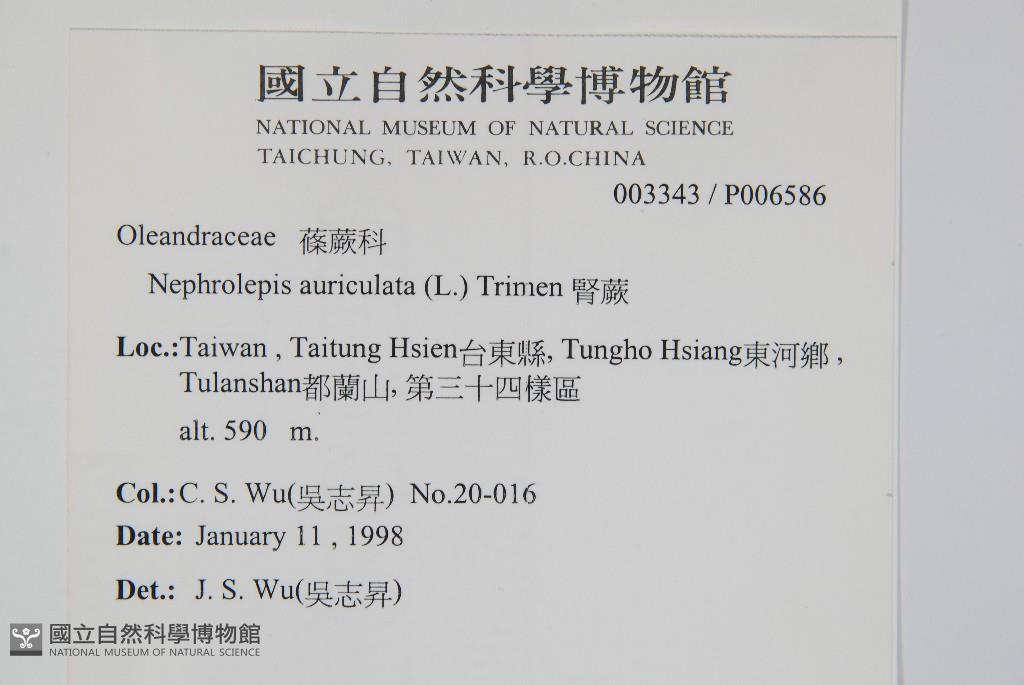 國立自然科學博物館
NATIONAL MUSEUM OF NATURAL SCIENCE
TAICHUNG, TAIWAN, R.O.CHINA
003343 / P006586
Oleandraceae 蓧蕨科
Nephrolepis auriculata (L.) Trimen 腎蕨
Loc.:Taiwan , Taitung Hsien台東縣, Tungho Hsiang東河鄉 ,
Tulanshan都蘭山, 第三十四樣區
alt. 590 m.
Col.:C. S. Wu(吳志昇) No.20-016
Date: January 11 , 1998
Det.: J. S. Wu(吳志昇)
國立自然科學博物館
NATIONAL MUSEUM OF NATURAL SCIENCE